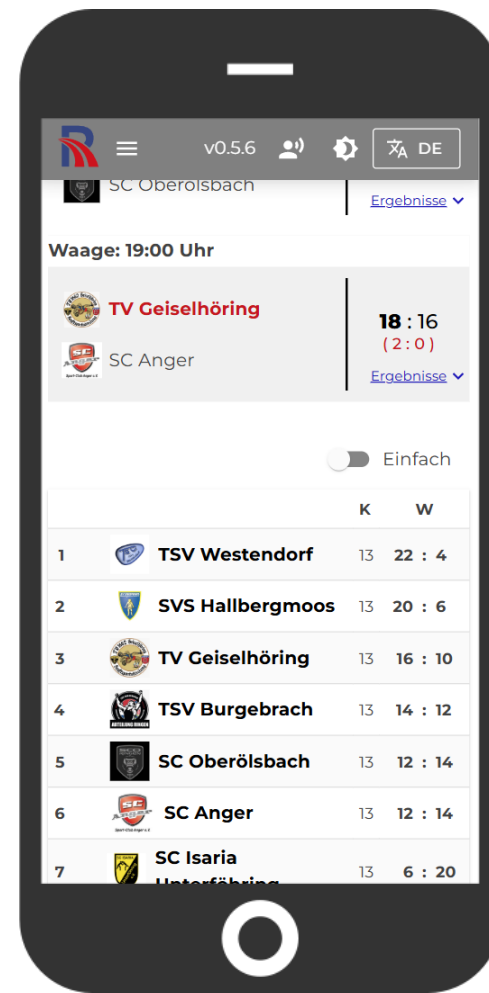 v0.5.6 DE
SC Oberölsbach
Ergebnisse
Waage: 19:00 Uhr
TV Geiselhöring
18 : 16
( 2 : 0 )
SC Anger
Ergebnisse
Einfach
K W
1 TSV Westendorf 13 22 : 4
2 SVS Hallbergmoos 13 20 : 6
3 TV Geiselhöring 13 16 : 10
4 TSV Burgebrach 13 14 : 12
5 SC Oberölsbach 13 12 : 14
6 SC Anger 13 12 : 14
7 SC Isaria 13 6 : 20
Unterföhring